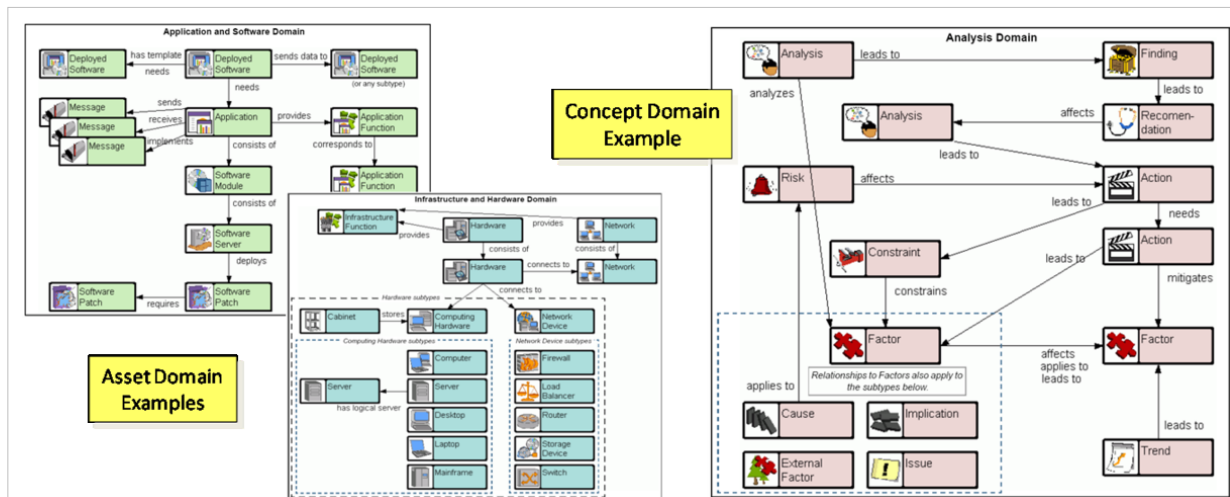 Application and Software Domain
Deployed
Software
has template
needs
Deployed
Software
sends data to
Deployed
Software
(or any subtype)
needs
Message
Message
Message
sends
receives
implements
Application
provides
Application
Function
consists of
corresponds to
Software
Module
Application
Function
consists of
Software
Server
deploys
Software
Patch
requires
Software
Patch
Infrastructure and Hardware Domain
Infrastructure
Function
provides
Hardware
provides
Network
consists of
consists of
Hardware
connects to
Network
connects to
Hardware subtypes
Cabinet
stores
Computing
Hardware
Network
Device
Computing Hardware subtypes
Network Device subtypes
Computer
Firewall
Server
has logical server
Server
Load
Balancer
Desktop
Router
Laptop
Storage
Device
Mainframe
Switch
Asset Domain
Examples
Concept Domain
Example
Analysis Domain
Analysis
leads to
Finding
analyzes
leads to
Analysis
affects
Recomen-
dation
leads to
Risk
affects
Action
leads to
needs
Constraint
leads to
Action
constrains
mitigates
Factor
affects
applies to
leads to
Factor
Relationships to Factors also apply to
the subtypes below.
applies to
Cause
Implication
leads to
External
Factor
Issue
Trend